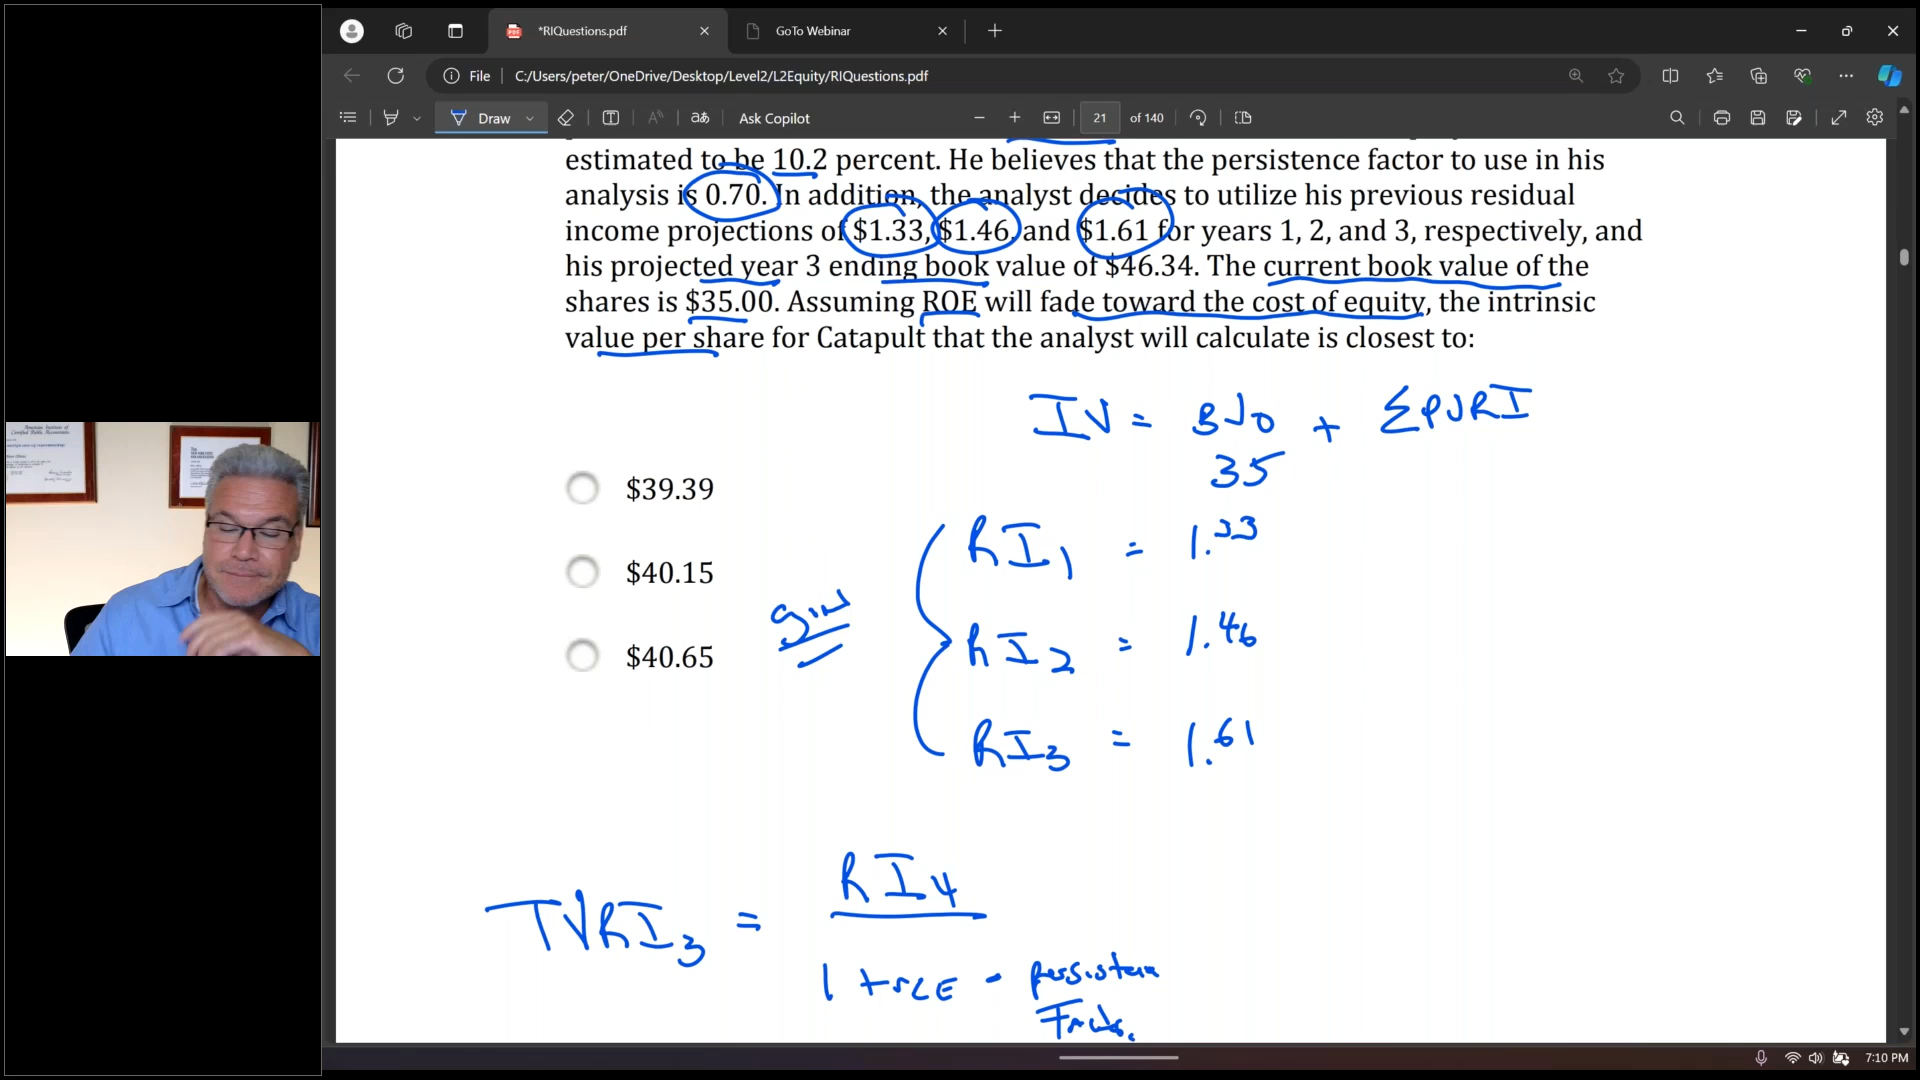 *RIQuestions.pdf
GoTo Webinar
File C:/Users/peter/OneDrive/Desktop/Level2/L2Equity/RIQuestions.pdf
Draw aあ Ask Copilot 21 of 140
estimated to be 10.2 percent. He believes that the persistence factor to use in his
analysis is 0.70. In addition, the analyst decides to utilize his previous residual
income projections of $1.33, $1.46, and $1.61 for years 1, 2, and 3, respectively, and
his projected year 3 ending book value of $46.34. The current book value of the
shares is $35.00. Assuming ROE will fade toward the cost of equity, the intrinsic
value per share for Catapult that the analyst will calculate is closest to:
IV = BV0 + ΣPVRI
35
$39.39
RI1 = 1.33
$40.15
RI2 = 1.46
$40.65
RI3 = 1.61
TVRI3 = RI4
1 + rCE - persistence
Factor
7:10 PM